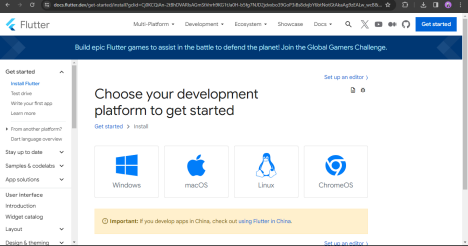 docs.flutter.dev/get-started/install
Flutter
Multi-Platform
Development
Ecosystem
Showcase
Docs
Get started
Build epic Flutter games to assist in the battle to defend the planet! Join the Global Gamers Challenge.
Get started
Install Flutter
Test drive
Write your first app
Learn more
From another platform?
Dart language overview
Stay up to date
Samples & codelabs
App solutions
User interface
Introduction
Widget catalog
Layout
Design & theming
Set up an editor
Choose your development
platform to get started
Get started > Install
Windows
macOS
Linux
ChromeOS
Important: If you develop apps in China, check out using Flutter in China.
Set up an editor